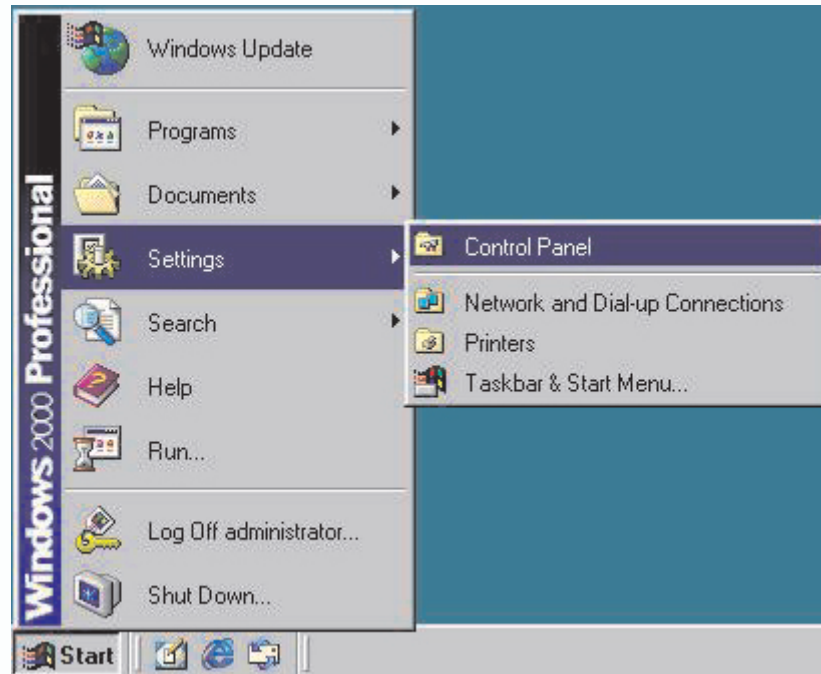 Windows Update
Programs
Documents
Settings
Search
Help
Run...
Log Off administrator...
Shut Down...
Control Panel
Network and Dial-up Connections
Printers
Taskbar & Start Menu...
Windows 2000 Professional
Start